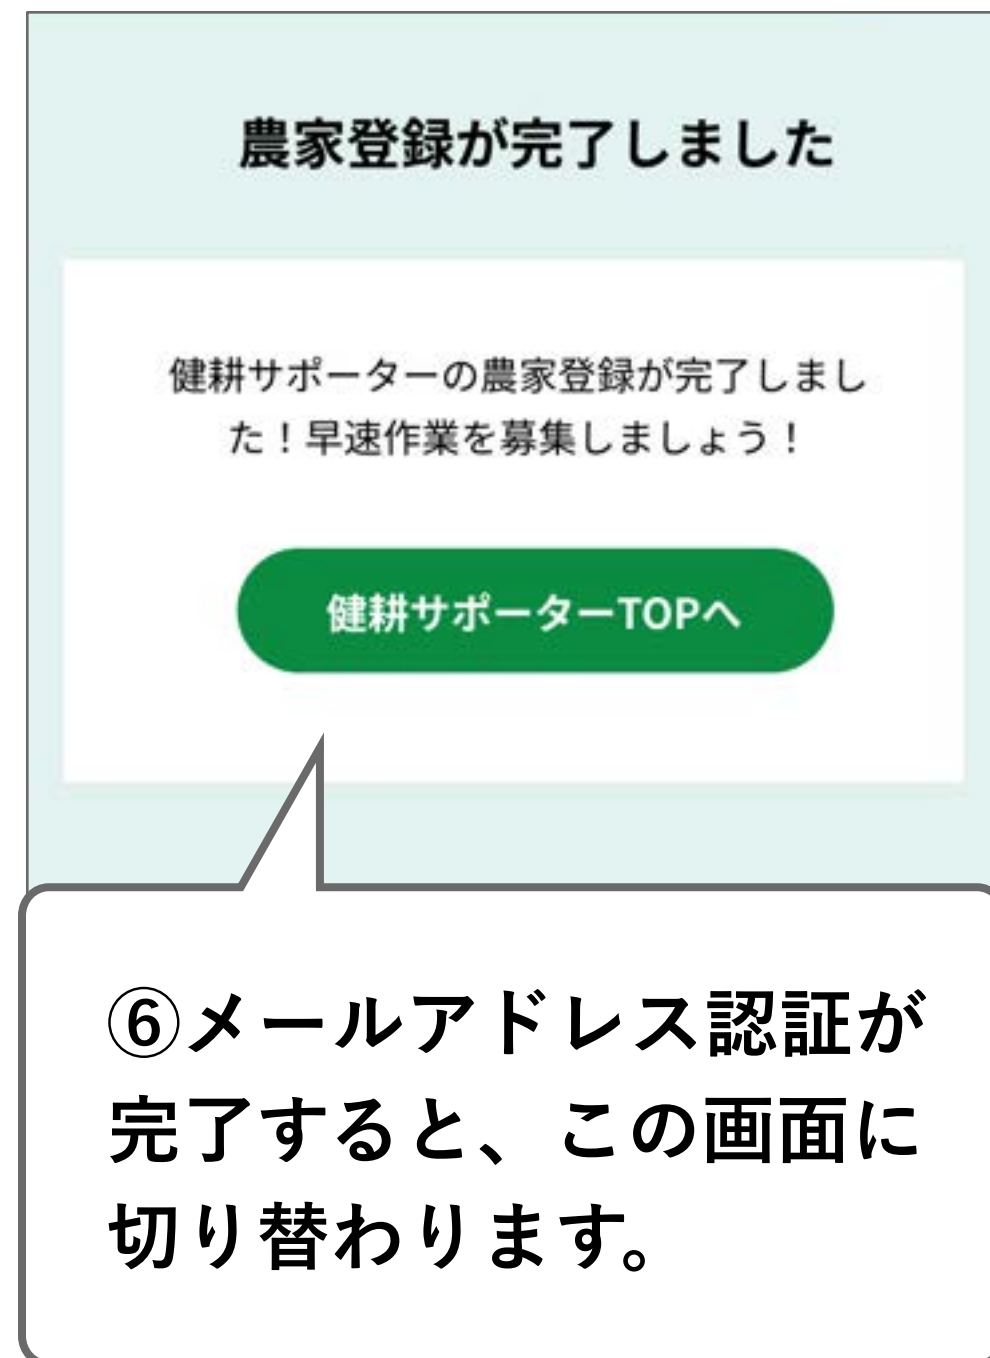 農家登録が完了しました
健耕サポーターの農家登録が完了しまし
た！早速作業を募集しましょう！
健耕サポーターTOPへ
⑥メールアドレス認証が
完了すると、この画面に
切り替わります。